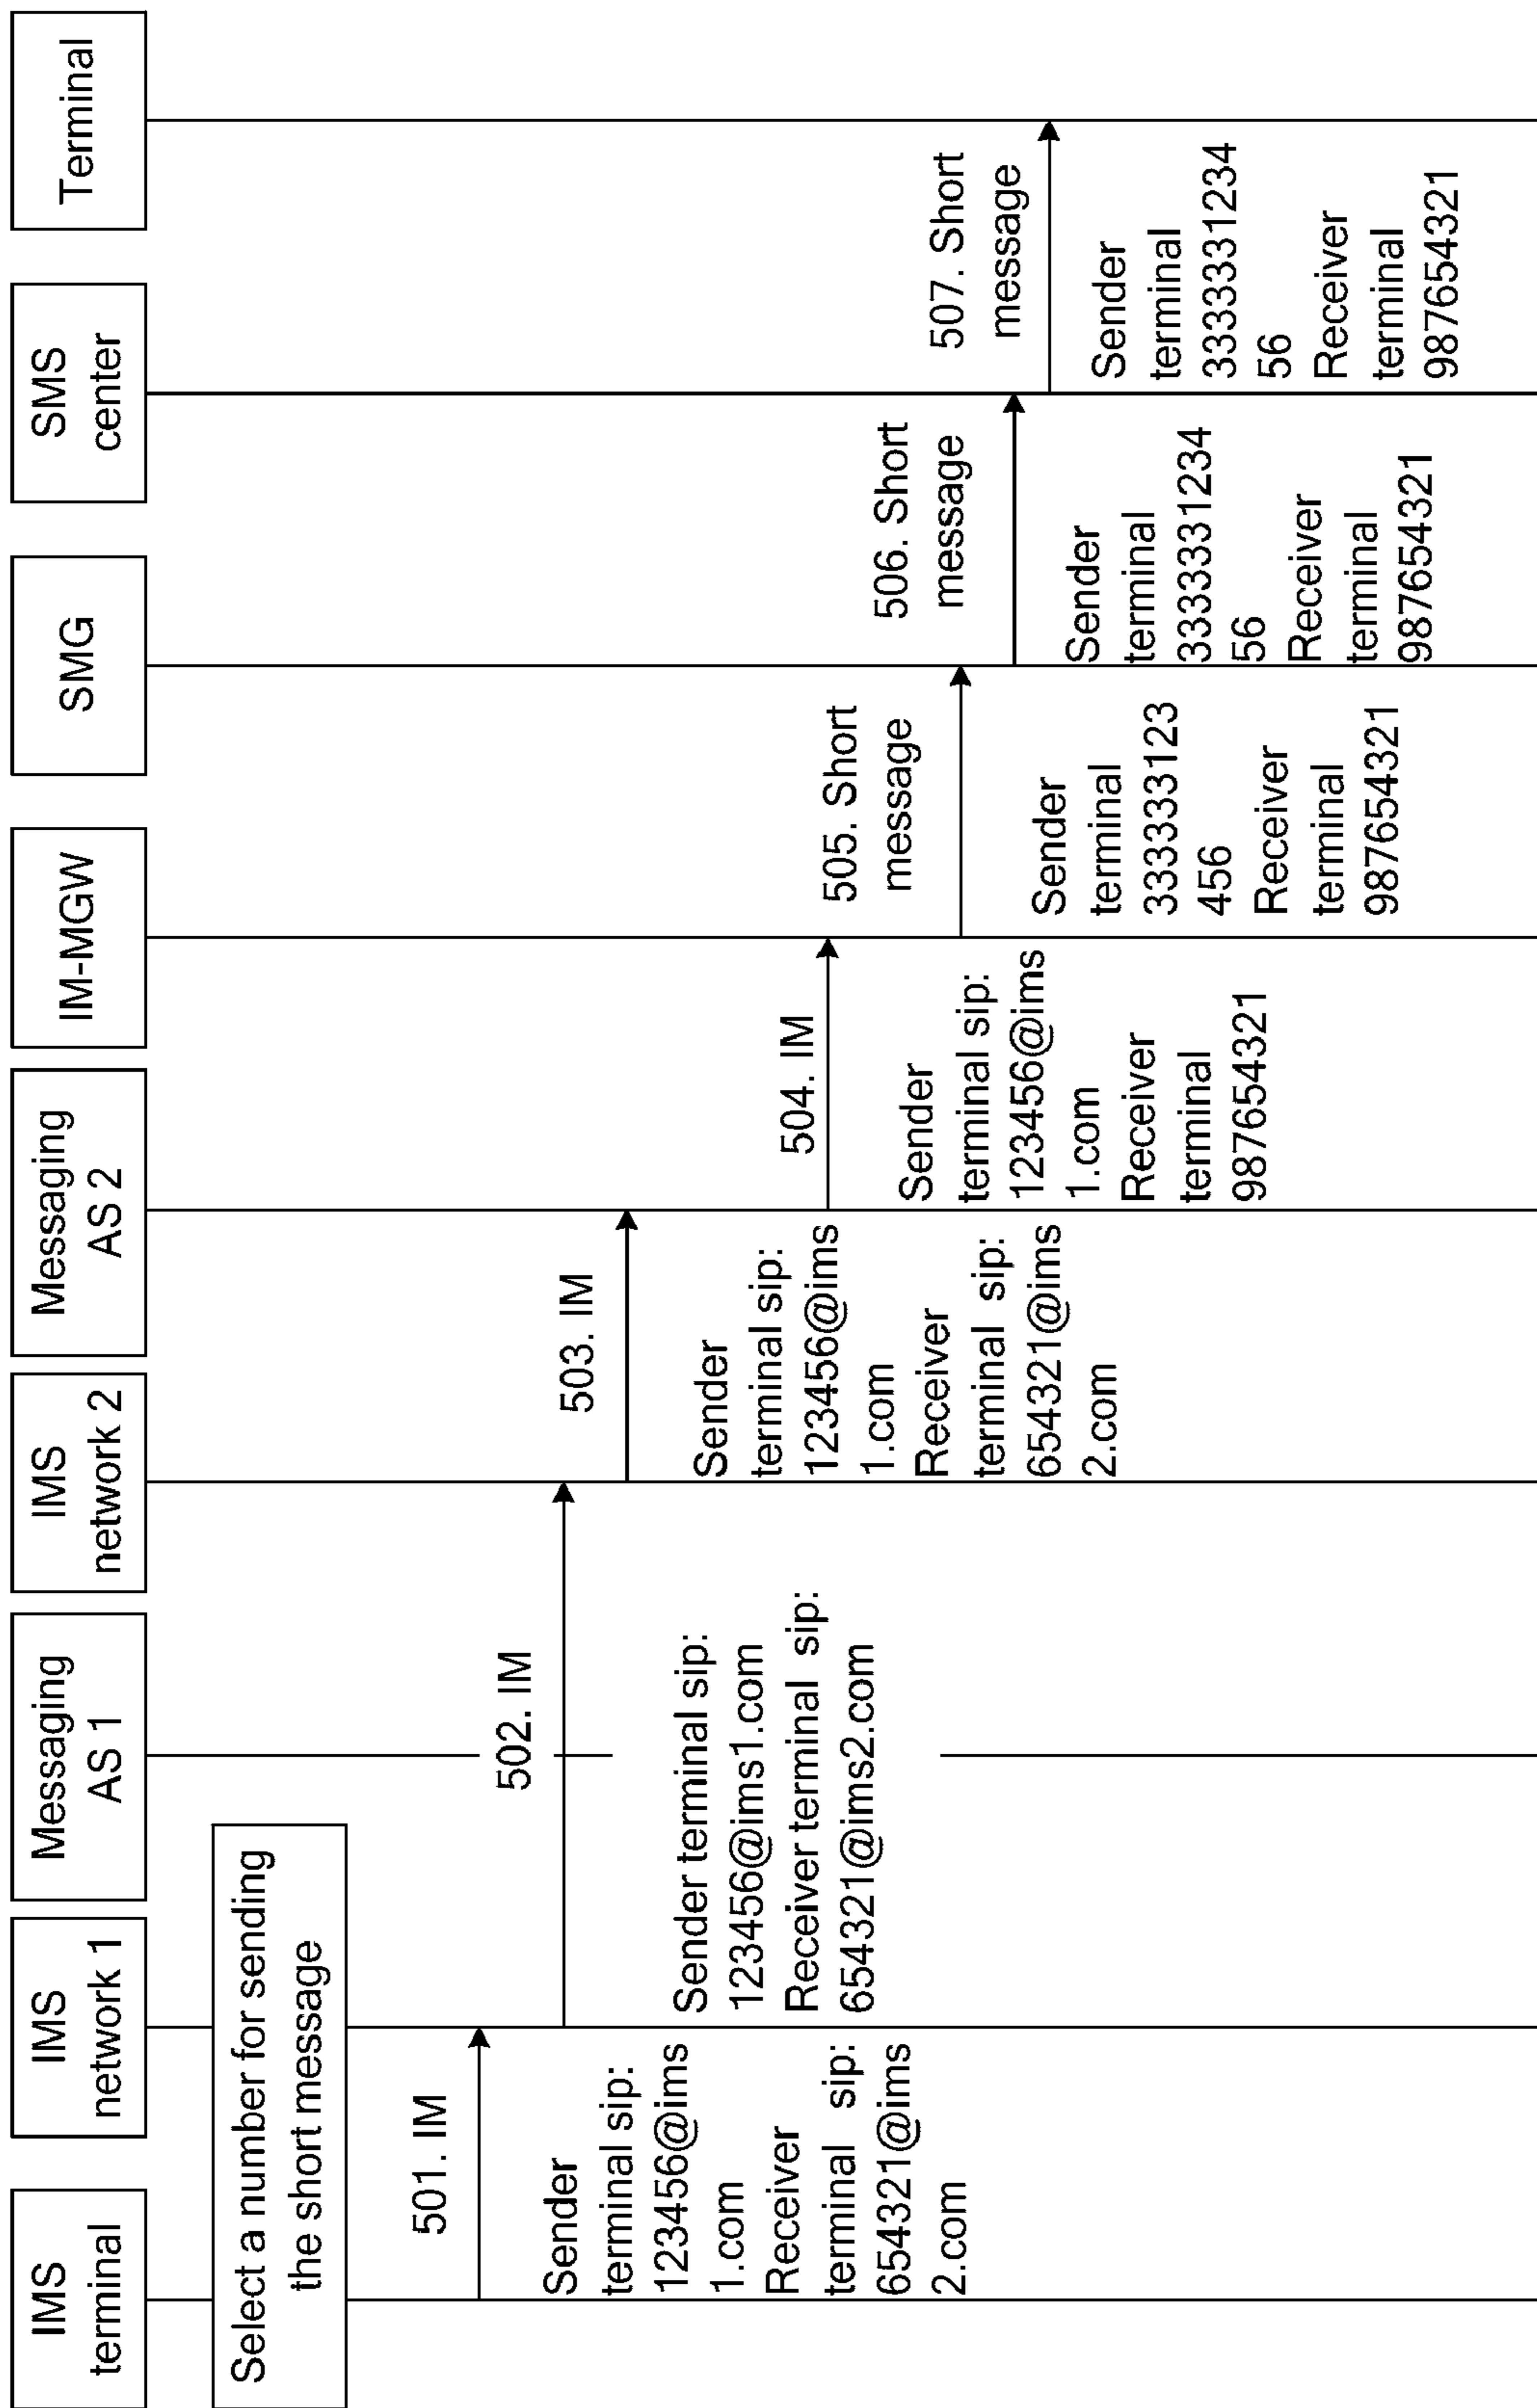 IMS
terminal
IMS
network 1
Messaging
AS 1
IMS
network 2
Messaging
AS 2
IM-MGW
SMG
SMS
center
Terminal
Select a number for sending
the short message
501. IM
Sender
terminal sip:
123456@ims
1.com
Receiver
terminal sip:
654321@ims
2.com
502. IM
Sender terminal sip:
123456@ims1.com
Receiver terminal sip:
654321@ims2.com
503. IM
Sender
terminal sip:
123456@ims
1.com
Receiver
terminal sip:
654321@ims
2.com
504. IM
Sender
terminal sip:
123456@ims
1.com
Receiver
terminal
987654321
505. Short
message
Sender
terminal
333333123
456
Receiver
terminal
987654321
506. Short
message
Sender
terminal
3333331234
56
Receiver
terminal
987654321
507. Short
message
Sender
terminal
3333331234
56
Receiver
terminal
987654321